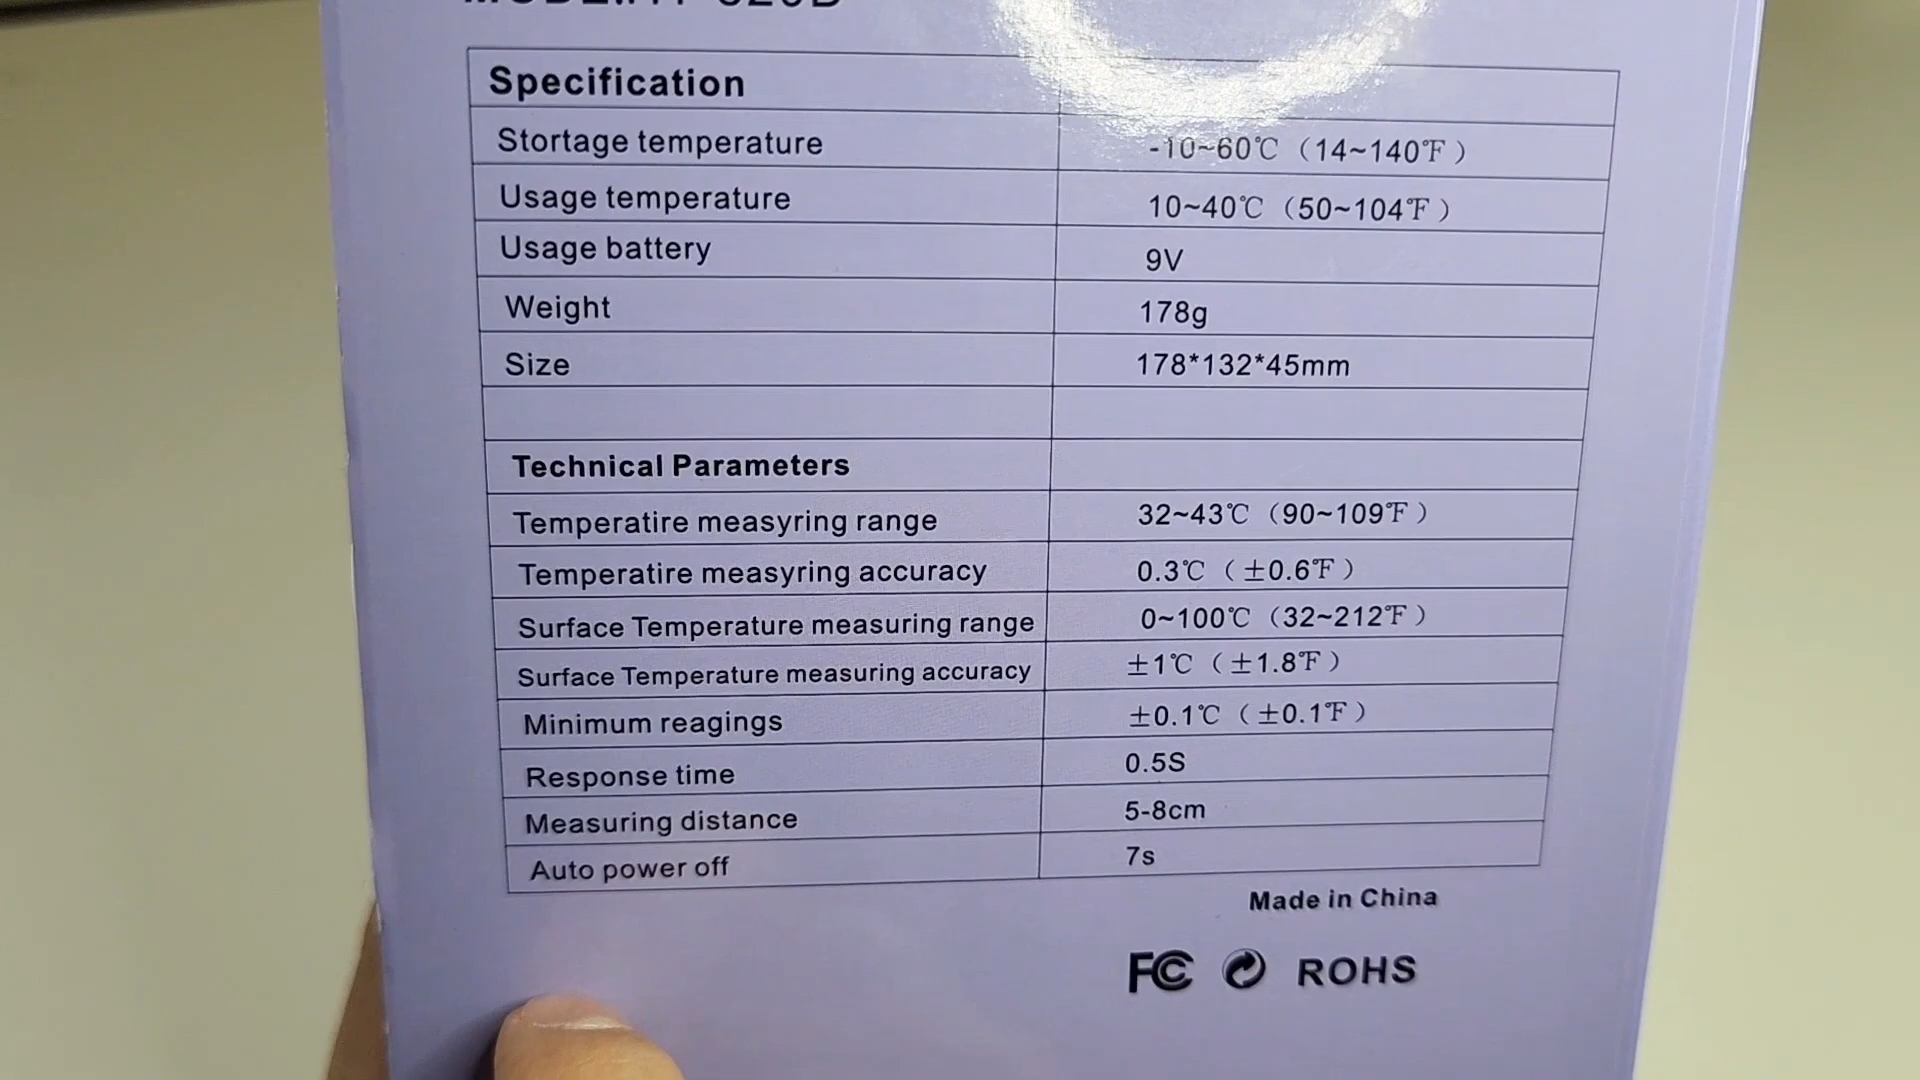 Specification
Stortage temperature -10~60℃ (14~140℉)
Usage temperature 10~40℃ (50~104℉)
Usage battery 9V
Weight 178g
Size 178*132*45mm
Technical Parameters
Temperatire measyring range 32~43℃ (90~109℉)
Temperatire measyring accuracy 0.3℃ (±0.6℉)
Surface Temperature measuring range 0~100℃ (32~212℉)
Surface Temperature measuring accuracy ±1℃ (±1.8℉)
Minimum reagings ±0.1℃ (±0.1℉)
Response time 0.5S
Measuring distance 5-8cm
Auto power off 7s
Made in China
FC ROHS